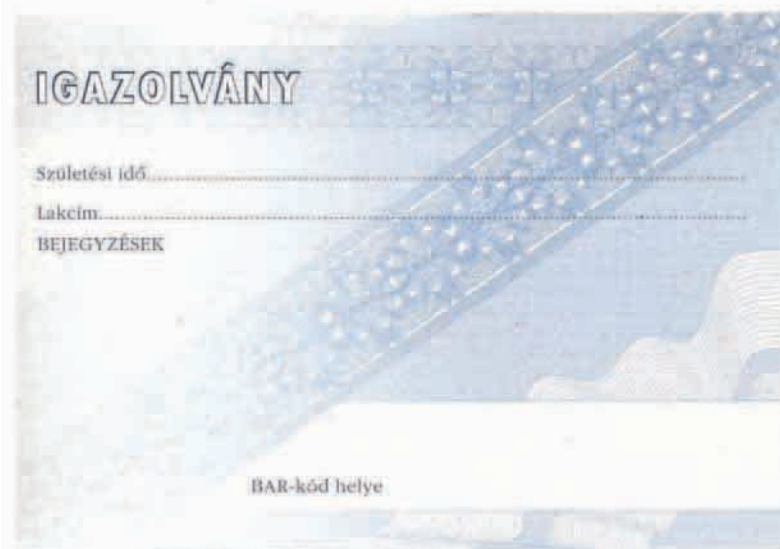 IGAZOLVÁNY
Születési idő
Lakcím
BEJEGYZÉSEK
BAR-kód helye